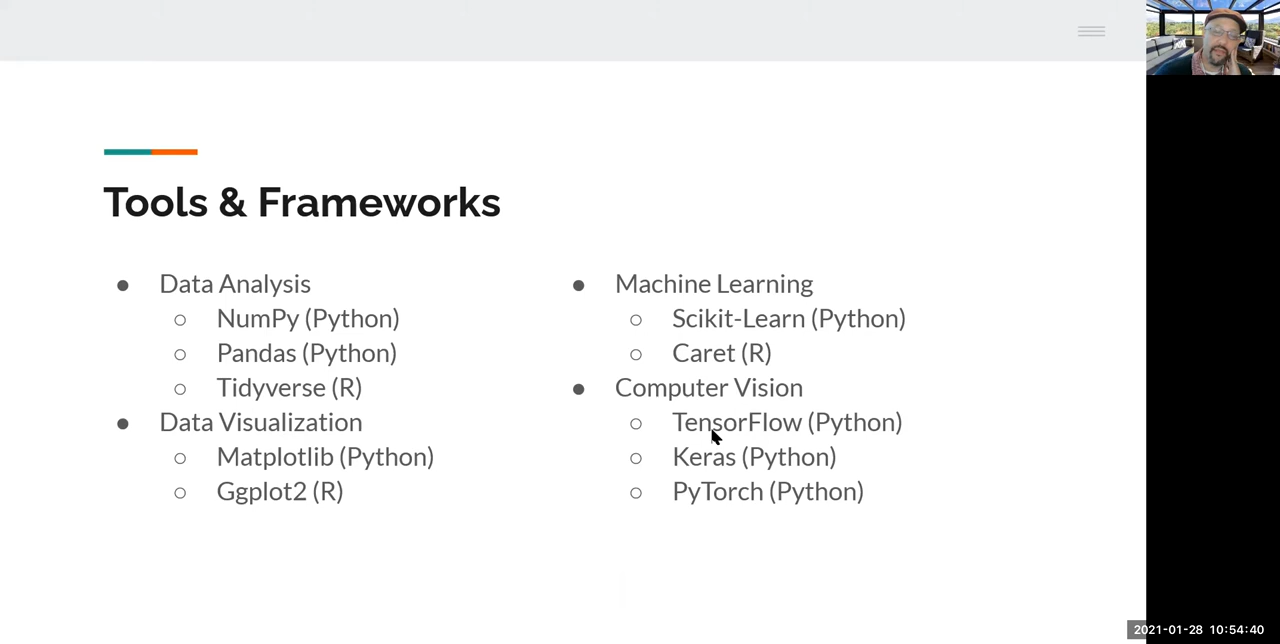 Tools & Frameworks
Data Analysis
NumPy (Python)
Pandas (Python)
Tidyverse (R)
Data Visualization
Matplotlib (Python)
Ggplot2 (R)
Machine Learning
Scikit-Learn (Python)
Caret (R)
Computer Vision
TensorFlow (Python)
Keras (Python)
PyTorch (Python)
2021-01-28 10:54:40